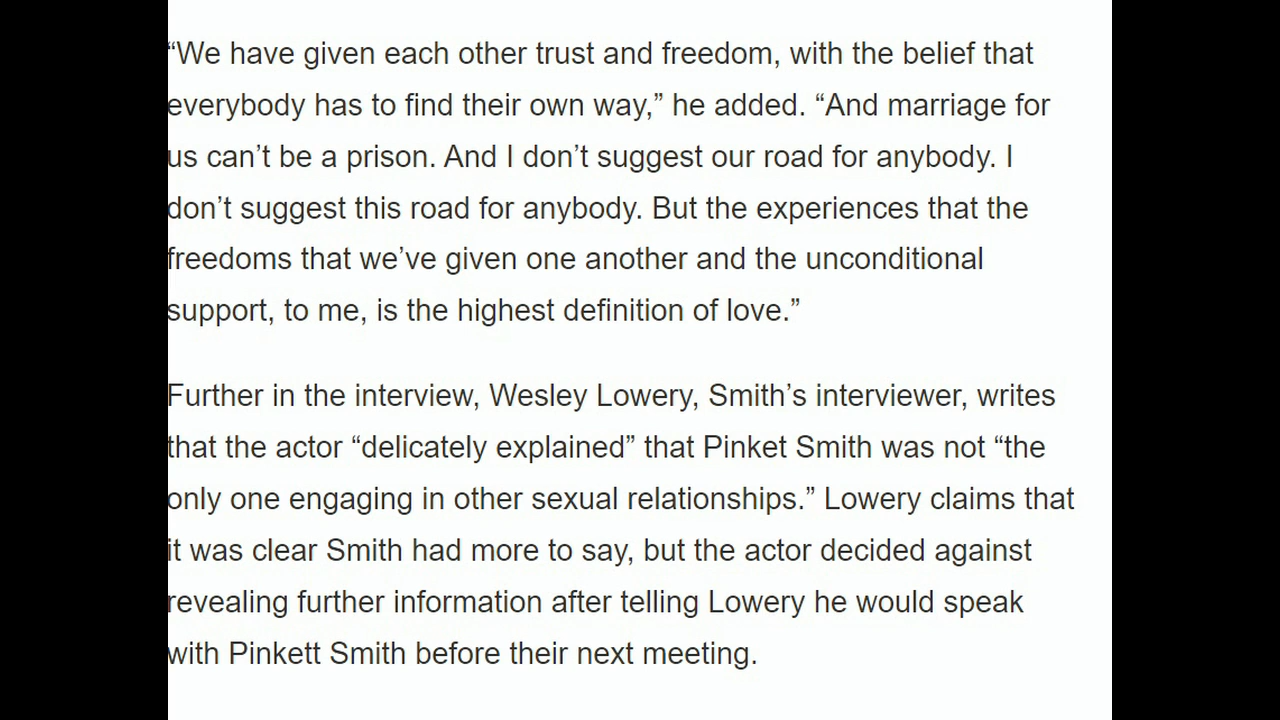 “We have given each other trust and freedom, with the belief that
everybody has to find their own way,” he added. “And marriage for
us can’t be a prison. And I don’t suggest our road for anybody. I
don’t suggest this road for anybody. But the experiences that the
freedoms that we’ve given one another and the unconditional
support, to me, is the highest definition of love.”
Further in the interview, Wesley Lowery, Smith’s interviewer, writes
that the actor “delicately explained” that Pinket Smith was not “the
only one engaging in other sexual relationships.” Lowery claims that
it was clear Smith had more to say, but the actor decided against
revealing further information after telling Lowery he would speak
with Pinkett Smith before their next meeting.